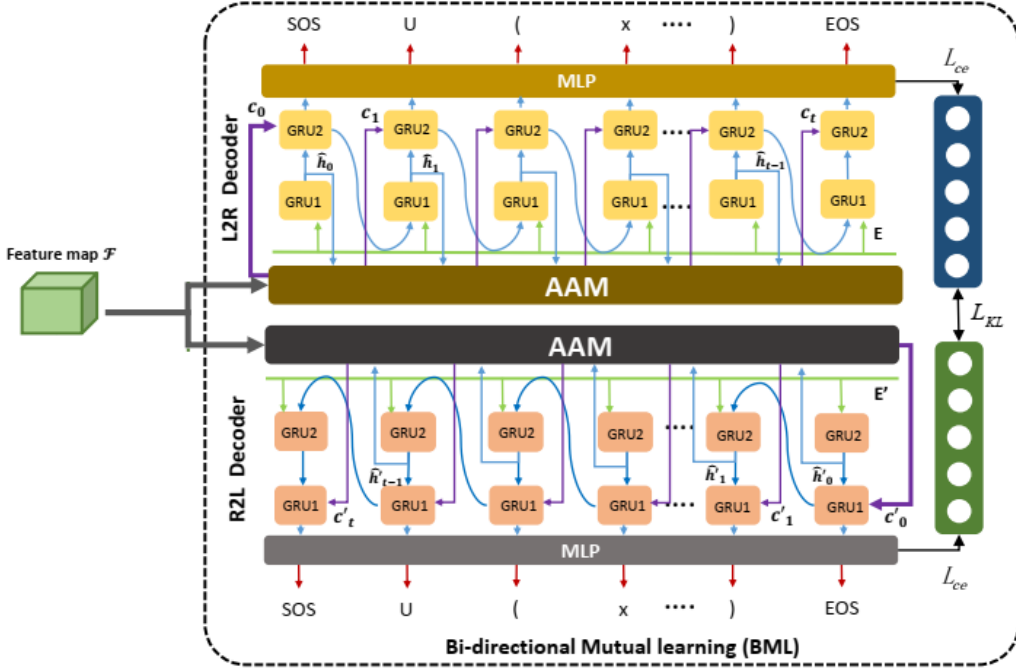 SOS U ( x ···· ) EOS
MLP
L_ce
c_0 c_1 c_t
GRU2 GRU2 GRU2 GRU2 ···· GRU2 GRU2
ĥ_0 ĥ_1 ĥ_{t-1}
GRU1 GRU1 GRU1 GRU1 ···· GRU1 GRU1
L2R Decoder
E
Feature map ℱ
AAM
L_KL
AAM
E'
R2L Decoder
GRU2 GRU2 GRU2 GRU2 ···· GRU2 GRU2
ĥ'_{t-1} ĥ'_1 ĥ'_0
GRU1 GRU1 GRU1 GRU1 ···· GRU1 GRU1
c'_t c'_1 c'_0
MLP
L_ce
SOS U ( x ···· ) EOS
Bi-directional Mutual learning (BML)